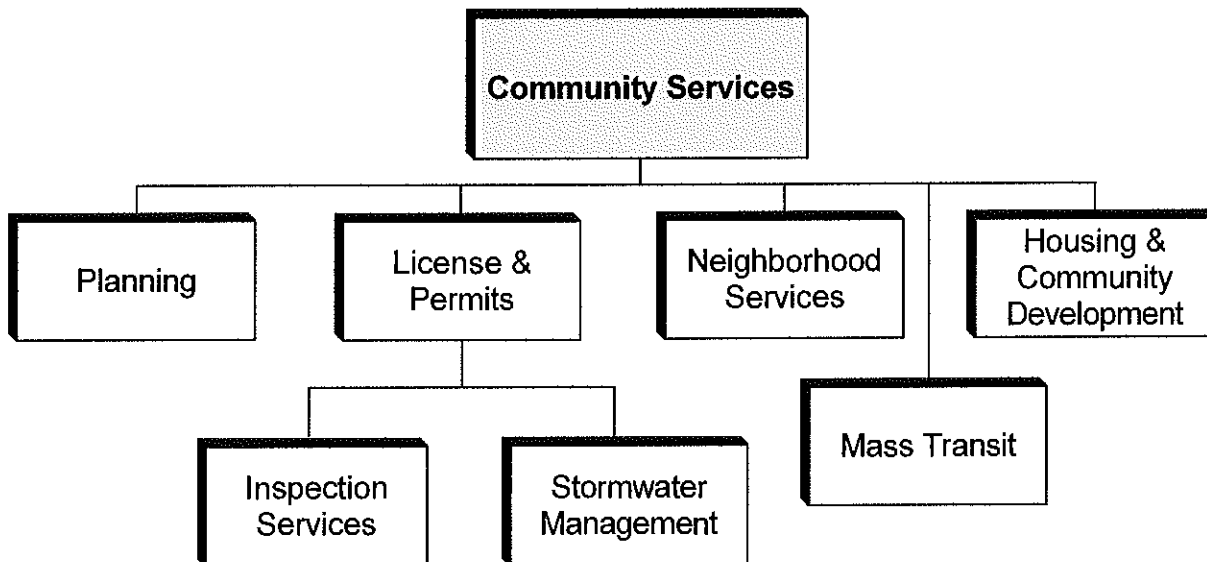 Community Services
Planning
License &
Permits
Neighborhood
Services
Housing &
Community
Development
Inspection
Services
Stormwater
Management
Mass Transit